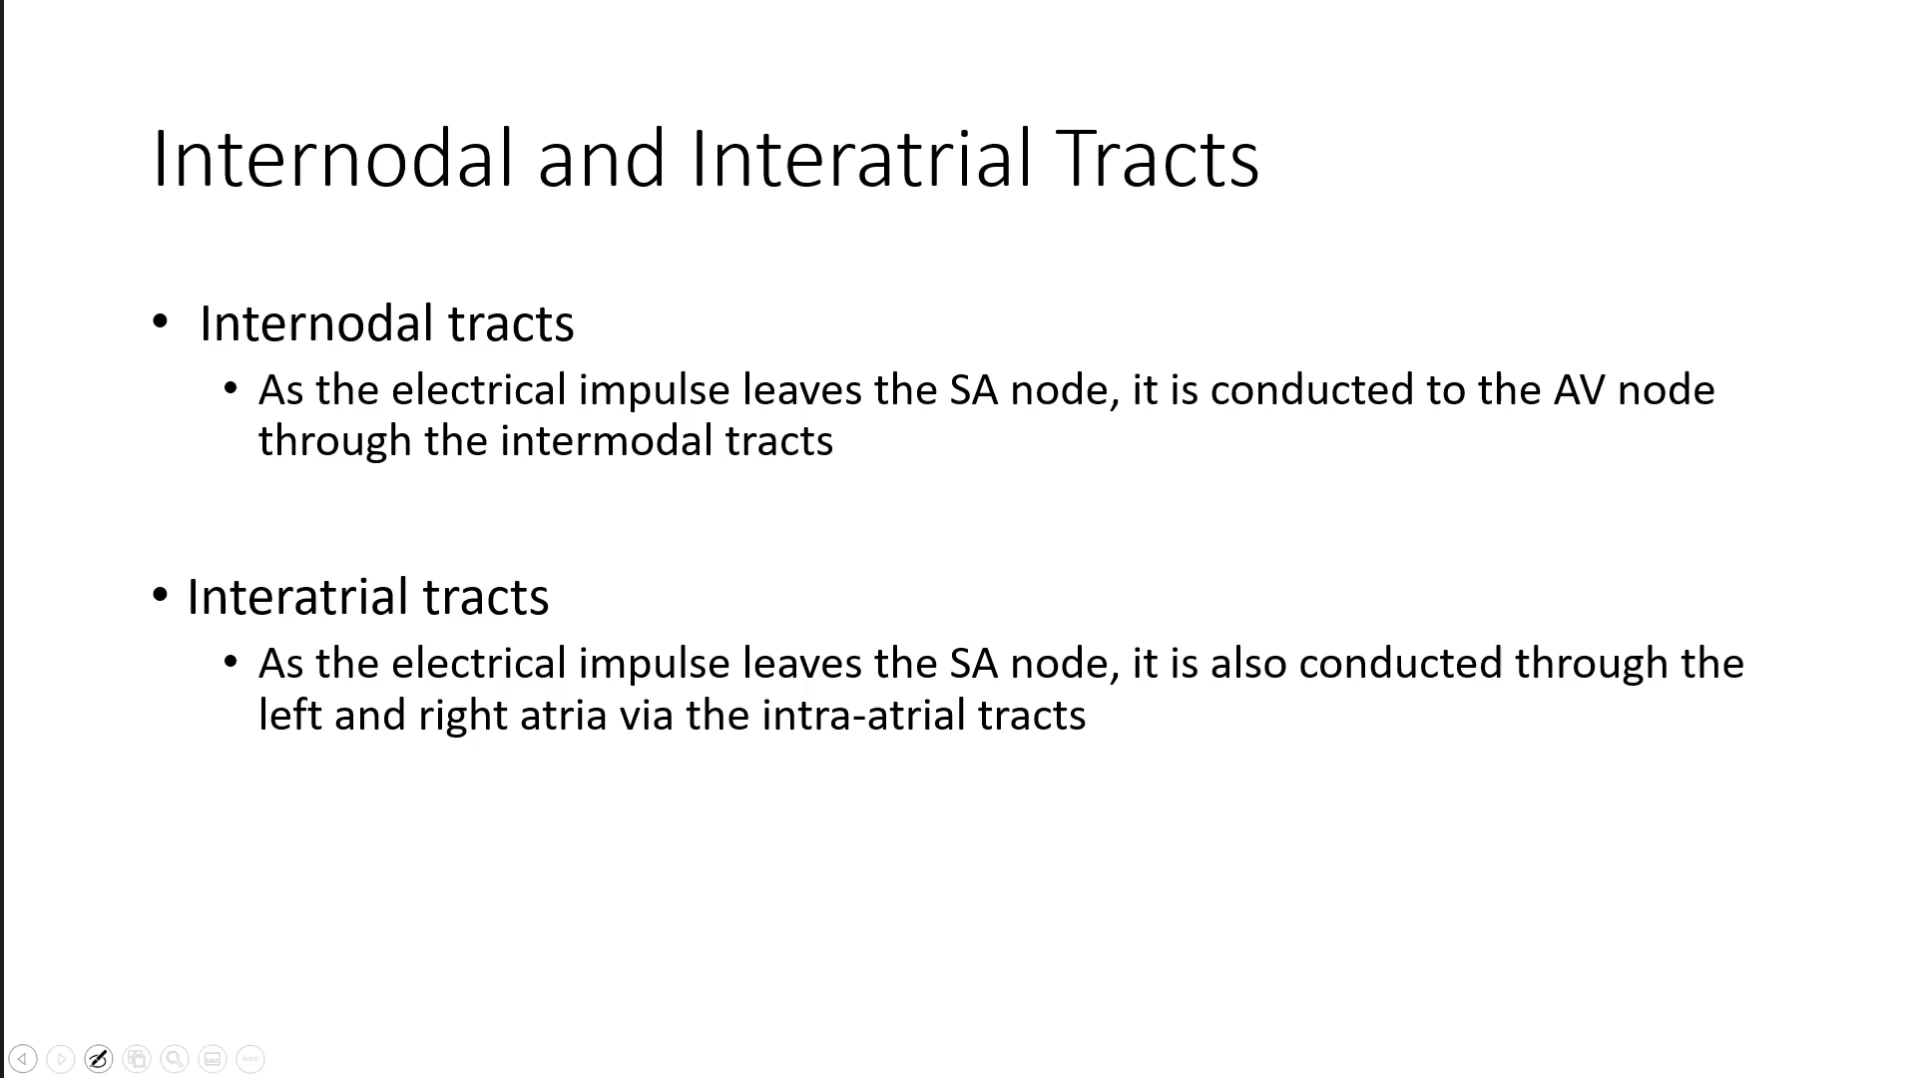 Internodal and Interatrial Tracts
• Internodal tracts
• As the electrical impulse leaves the SA node, it is conducted to the AV node
through the intermodal tracts
• Interatrial tracts
• As the electrical impulse leaves the SA node, it is also conducted through the
left and right atria via the intra-atrial tracts